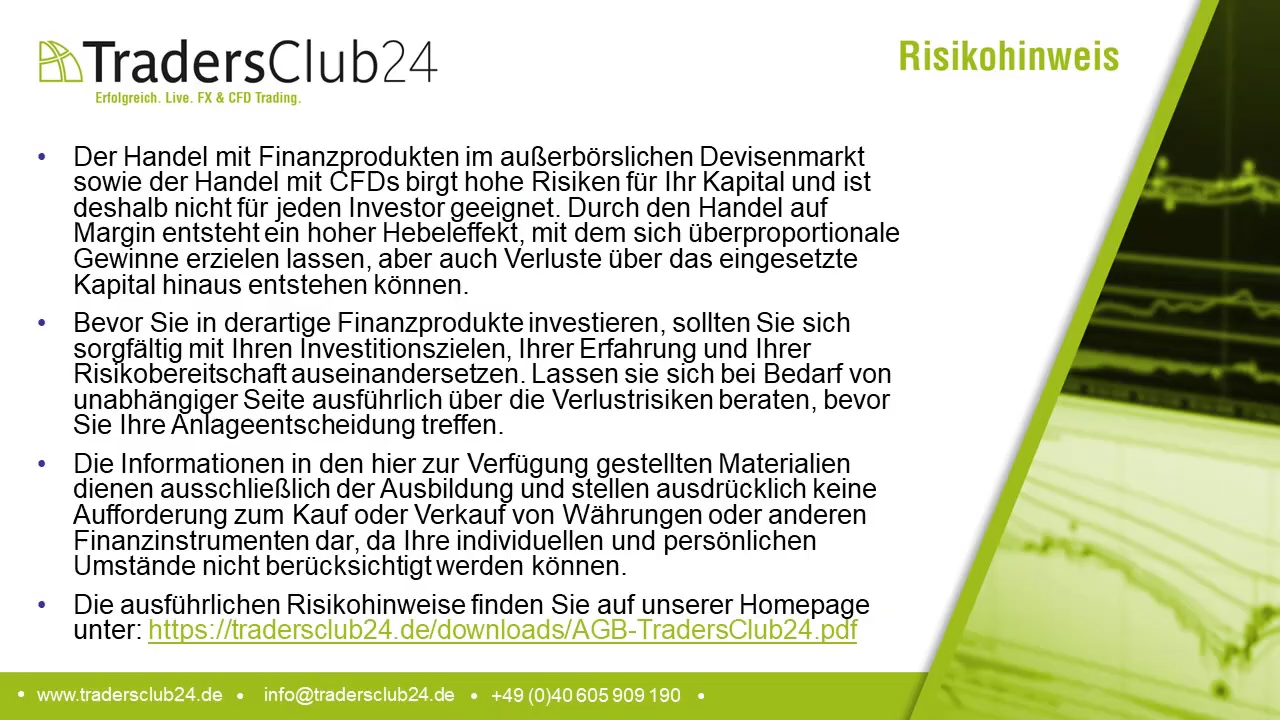 TradersClub24
Erfolgreich. Live. FX & CFD Trading.
Risikohinweis
• Der Handel mit Finanzprodukten im außerbörslichen Devisenmarkt
sowie der Handel mit CFDs birgt hohe Risiken für Ihr Kapital und ist
deshalb nicht für jeden Investor geeignet. Durch den Handel auf
Margin entsteht ein hoher Hebeleffekt, mit dem sich überproportionale
Gewinne erzielen lassen, aber auch Verluste über das eingesetzte
Kapital hinaus entstehen können.
• Bevor Sie in derartige Finanzprodukte investieren, sollten Sie sich
sorgfältig mit Ihren Investitionszielen, Ihrer Erfahrung und Ihrer
Risikobereitschaft auseinandersetzen. Lassen sie sich bei Bedarf von
unabhängiger Seite ausführlich über die Verlustrisiken beraten, bevor
Sie Ihre Anlageentscheidung treffen.
• Die Informationen in den hier zur Verfügung gestellten Materialien
dienen ausschließlich der Ausbildung und stellen ausdrücklich keine
Aufforderung zum Kauf oder Verkauf von Währungen oder anderen
Finanzinstrumenten dar, da Ihre individuellen und persönlichen
Umstände nicht berücksichtigt werden können.
• Die ausführlichen Risikohinweise finden Sie auf unserer Homepage
unter: https://tradersclub24.de/downloads/AGB-TradersClub24.pdf
• www.tradersclub24.de • info@tradersclub24.de • +49 (0)40 605 909 190 •